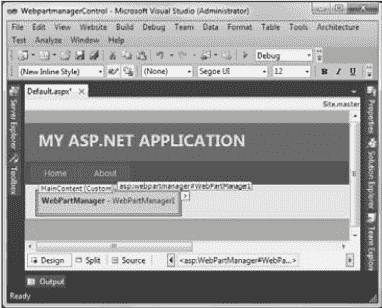 WebpartmanagerControl - Microsoft Visual Studio (Administrator)
File Edit View Website Build Debug Team Data Format Table Tools Architecture
Test Analyze Window Help
Debug
(New Inline Style) (None) Segoe UI 12 B I U
Default.aspx* X
Site.master
MY ASP.NET APPLICATION
Home About
MainContent (Custom) asp:webpartmanager#WebPartManager1
WebPartManager - WebPartManager1
Design Split Source <asp:WebPartManager#WebPa...>
Output
Ready
Server Explorer
Toolbox
Properties
Solution Explorer
Team Explore